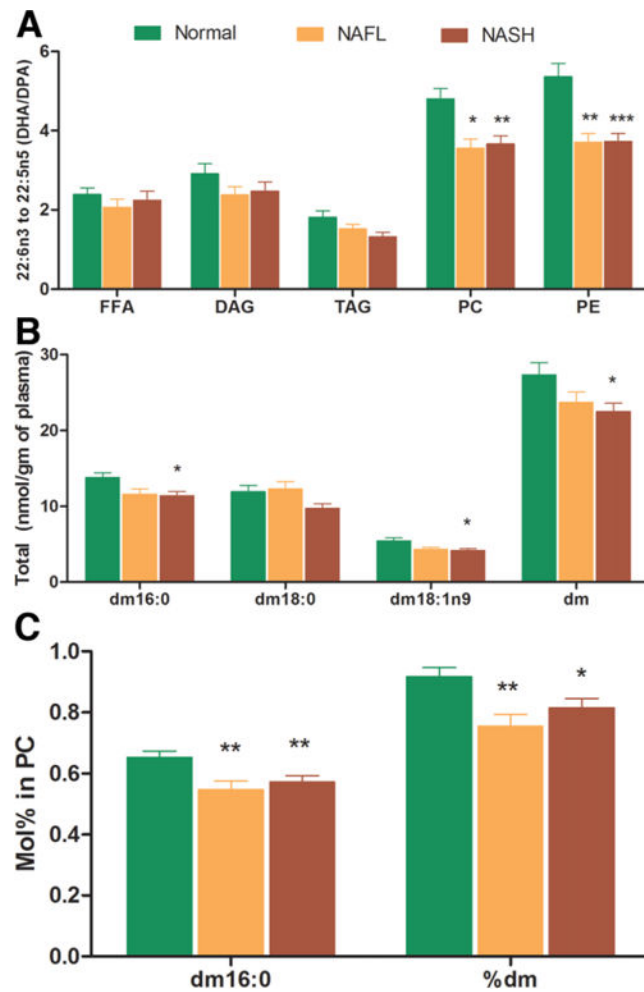 A
Normal NAFL NASH
22:6n3 to 22:5n5 (DHA/DPA)
6
4
2
0
* **
** ***
FFA DAG TAG PC PE
B
Total (nmol/gm of plasma)
30
20
10
0
*
*
*
dm16:0 dm18:0 dm18:1n9 dm
C
Mol% in PC
1.0
0.8
0.6
0.4
0.2
0.0
** **
** *
dm16:0 %dm